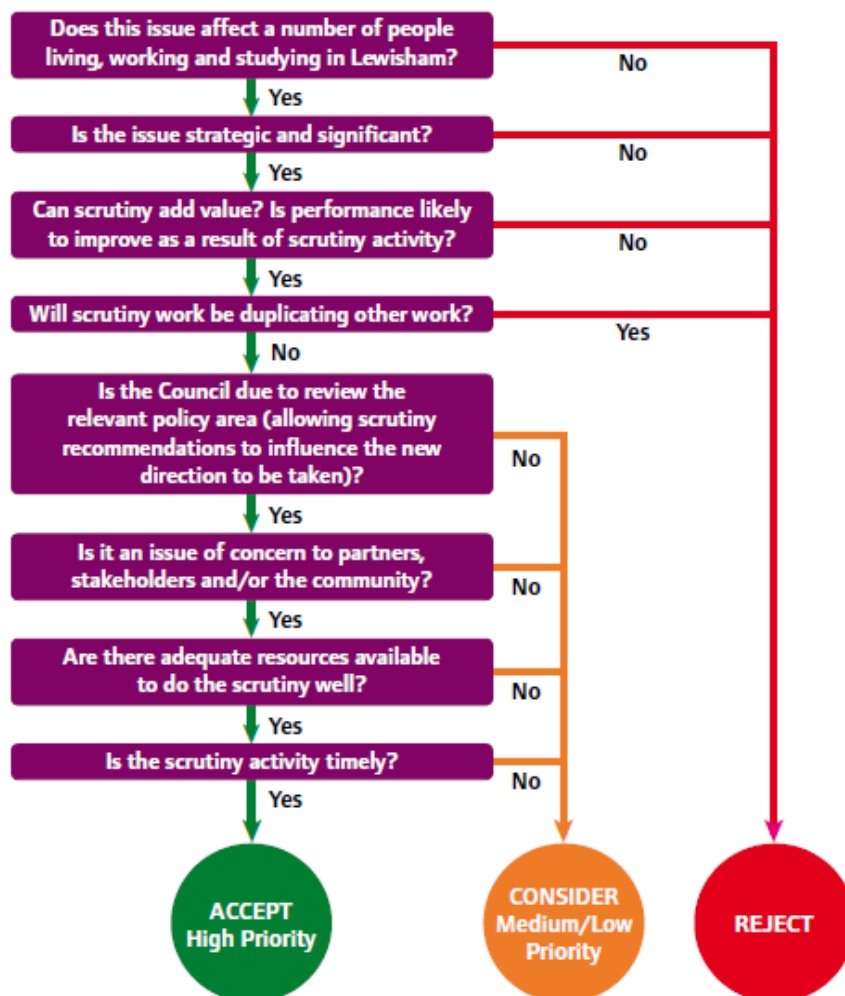 Does this issue affect a number of people
living, working and studying in Lewisham?
No
Yes
Is the issue strategic and significant?
No
Yes
Can scrutiny add value? Is performance likely
to improve as a result of scrutiny activity?
No
Yes
Will scrutiny work be duplicating other work?
Yes
No
Is the Council due to review the
relevant policy area (allowing scrutiny
recommendations to influence the new
direction to be taken)?
No
Yes
Is it an issue of concern to partners,
stakeholders and/or the community?
No
Yes
Are there adequate resources available
to do the scrutiny well?
No
Yes
Is the scrutiny activity timely?
No
Yes
ACCEPT
High Priority
CONSIDER
Medium/Low
Priority
REJECT